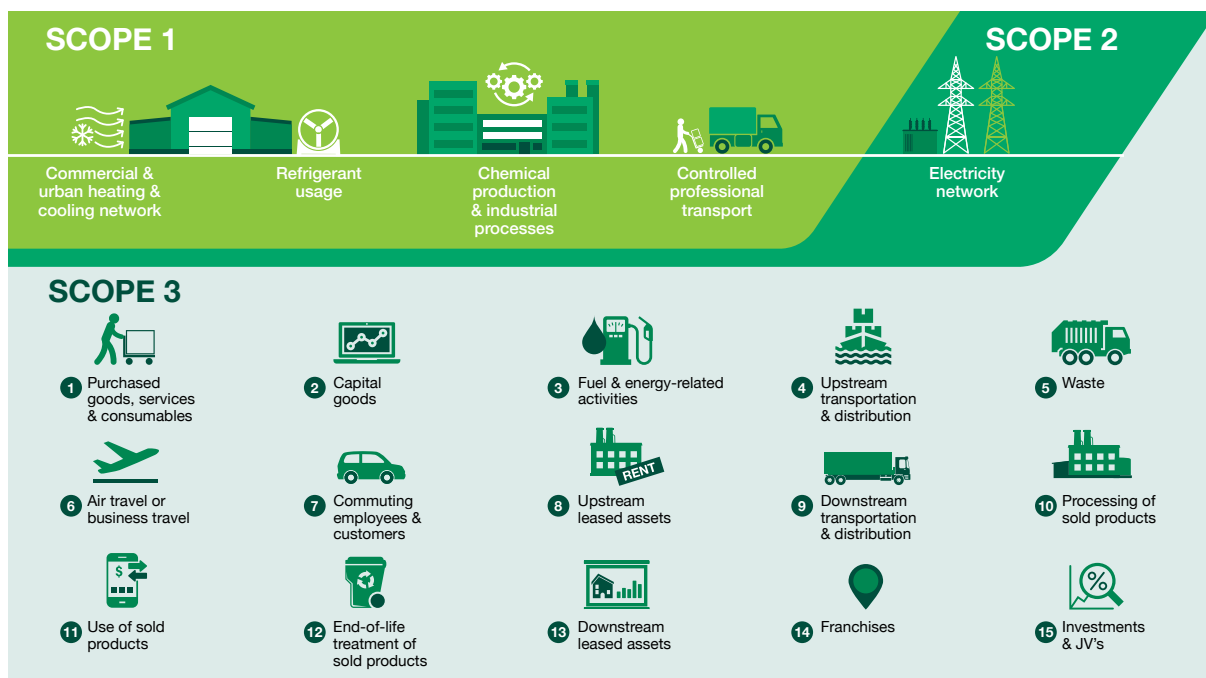 SCOPE 1
SCOPE 2
Commercial &
urban heating &
cooling network
Refrigerant
usage
Chemical
production
& industrial
processes
Controlled
professional
transport
Electricity
network
SCOPE 3
1 Purchased
goods, services
& consumables
2 Capital
goods
3 Fuel & energy-related
activities
4 Upstream
transportation
& distribution
5 Waste
6 Air travel or
business travel
7 Commuting
employees &
customers
RENT
8 Upstream
leased assets
9 Downstream
transportation
& distribution
10 Processing of
sold products
$
11 Use of sold
products
12 End-of-life
treatment of
sold products
13 Downstream
leased assets
14 Franchises
%
15 Investments
& JV's